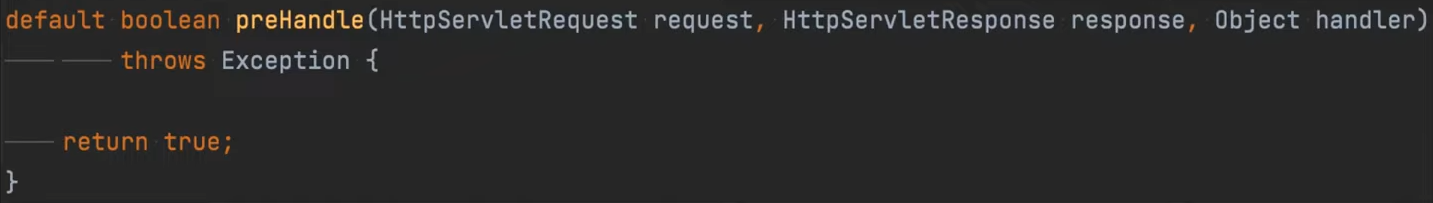 default boolean preHandle(HttpServletRequest request, HttpServletResponse response, Object handler)
throws Exception {
return true;
}